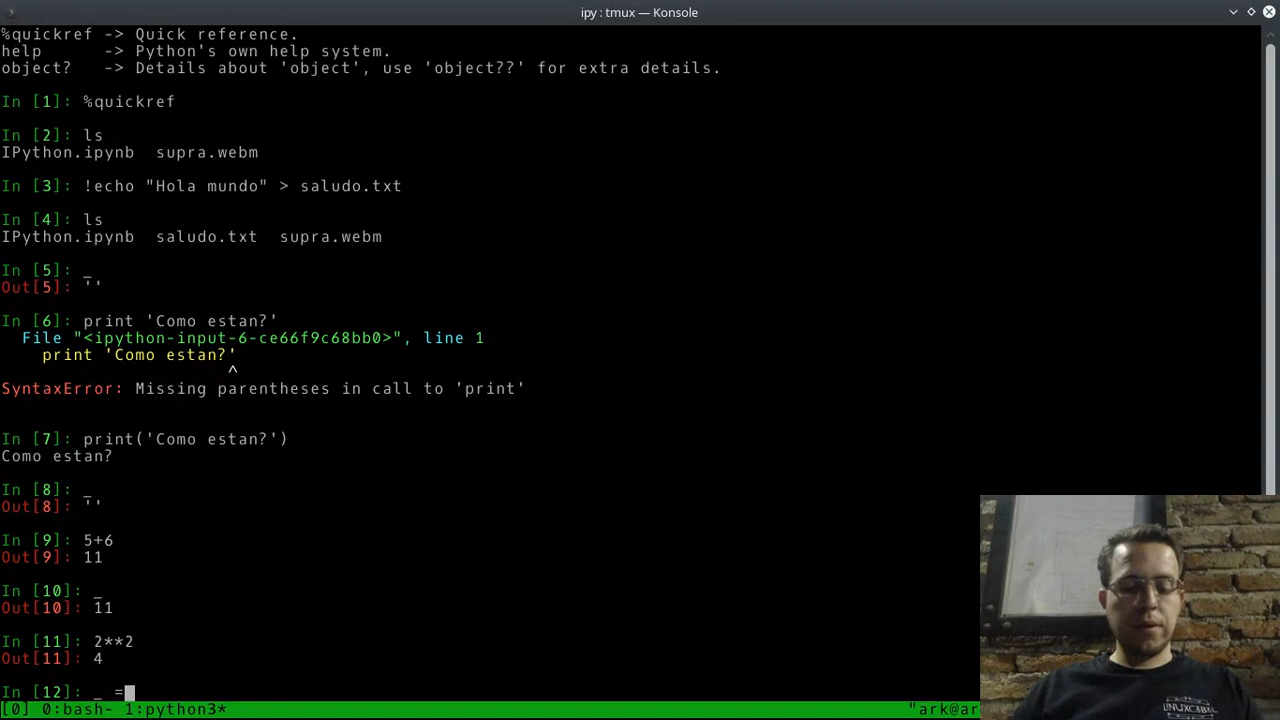 ipy : tmux — Konsole
%quickref -> Quick reference.
help      -> Python's own help system.
object?   -> Details about 'object', use 'object??' for extra details.
In [1]: %quickref
In [2]: ls
IPython.ipynb  supra.webm
In [3]: !echo "Hola mundo" > saludo.txt
In [4]: ls
IPython.ipynb  saludo.txt  supra.webm
In [5]: _
Out[5]: ''
In [6]: print 'Como estan?'
  File "<ipython-input-6-ce66f9c68bb0>", line 1
    print 'Como estan?'
                      ^
SyntaxError: Missing parentheses in call to 'print'
In [7]: print('Como estan?')
Como estan?
In [8]: _
Out[8]: ''
In [9]: 5+6
Out[9]: 11
In [10]: _
Out[10]: 11
In [11]: 2**2
Out[11]: 4
In [12]: _ =
[0] 0:bash- 1:python3* "ark@ar
LINUXCABAL